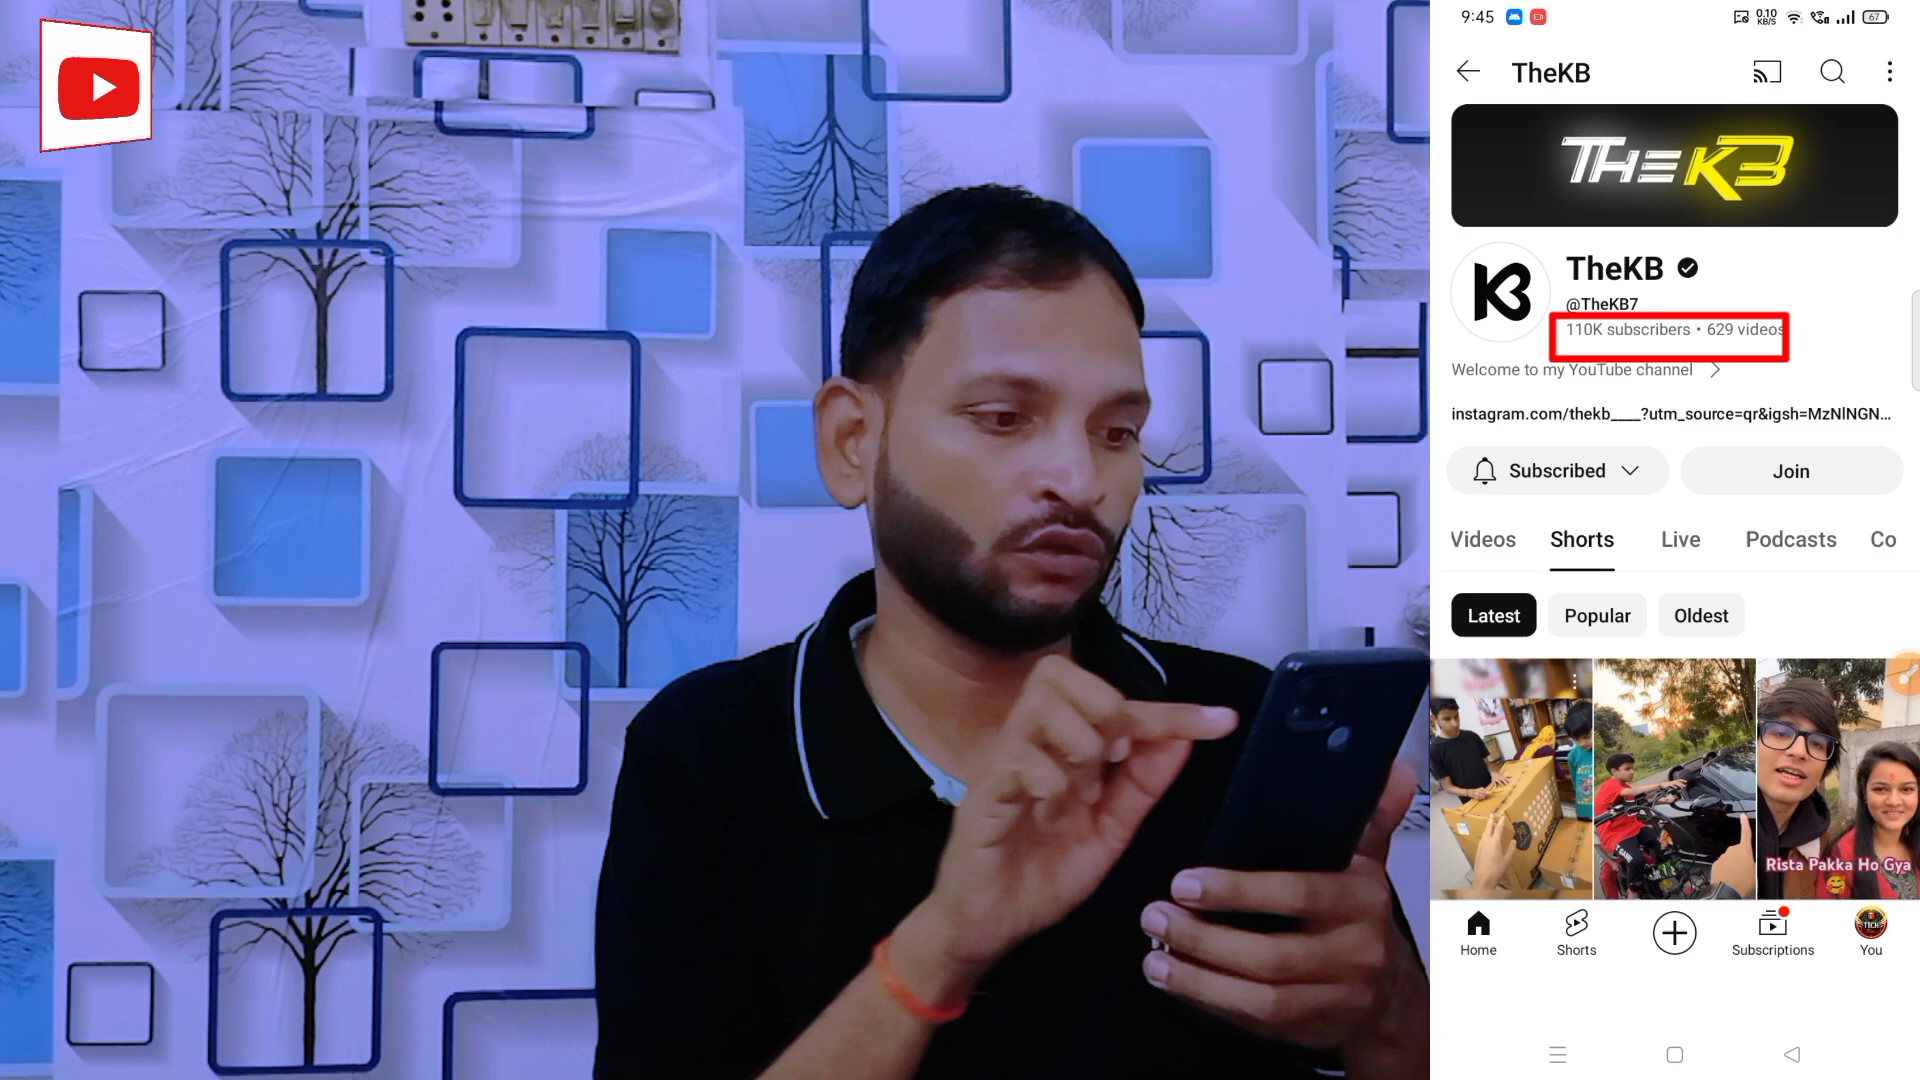 9:45
0.10
KB/S
67
TheKB
THE KB
TheKB
@TheKB7
110K subscribers • 629 videos
Welcome to my YouTube channel
instagram.com/thekb____?utm_source=qr&igsh=MzNlNGN...
Subscribed
Join
Videos Shorts Live Podcasts Co
Latest Popular Oldest
Rista Pakka Ho Gya
Home Shorts Subscriptions You
TECH